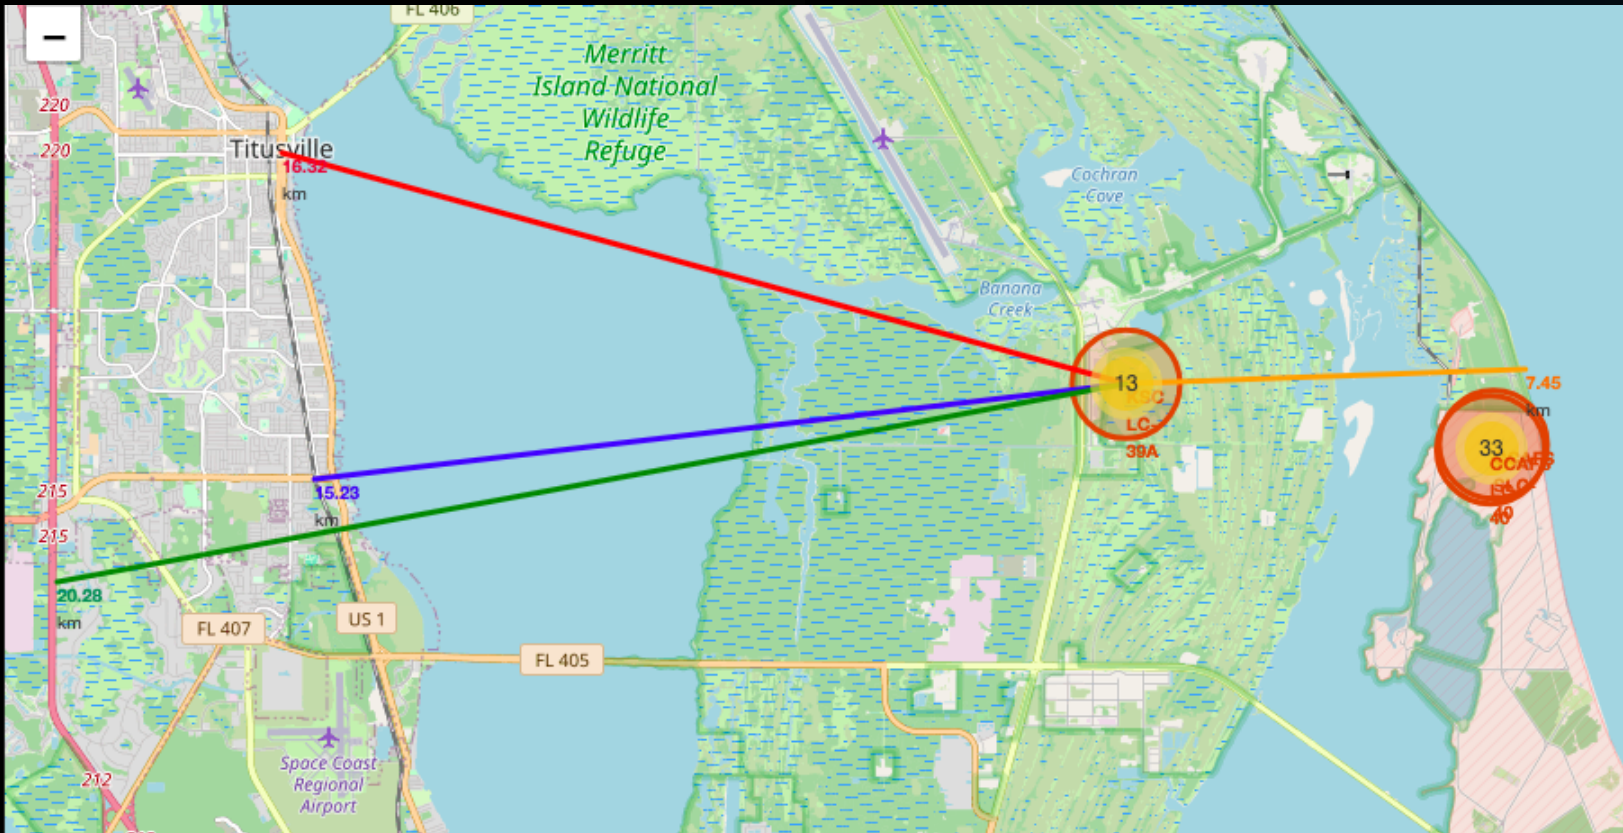 −
FL 406
Merritt
Island National
Wildlife
Refuge
220
220
Titusville
16.32
km
Cochran
Cove
Banana
Creek
13
KSC
LC-
39A
7.45
km
33
215
15.23
km
215
20.28
km
FL 407
US 1
FL 405
Space Coast
Regional
Airport
212